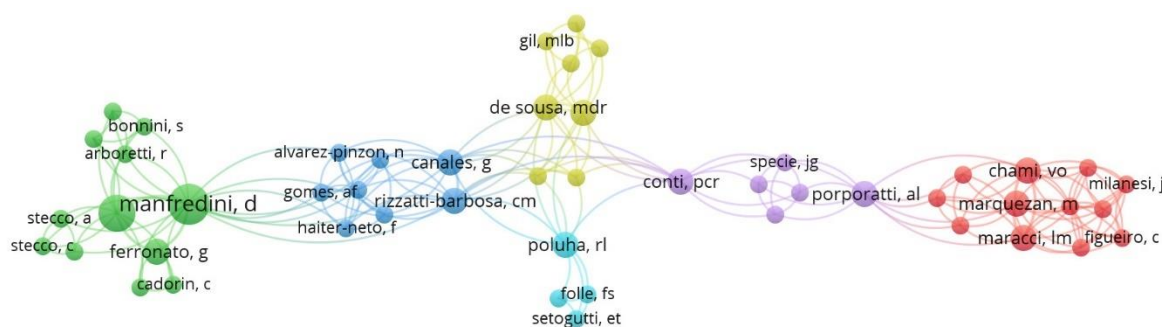 gil, mlb
de sousa, mdr
bonnini, s
arboretti, r
alvarez-pinzon, n
canales, g
specie, jg
chami, vo
milanesi, j
conti, pcr
gomes, af
manfredini, d
rizzatti-barbosa, cm
porporatti, al
marquezan, m
stecco, a
haiter-neto, f
stecco, c
ferronato, g
poluha, rl
maracci, lm
figueiro, c
cadorin, c
folle, fs
setogutti, et